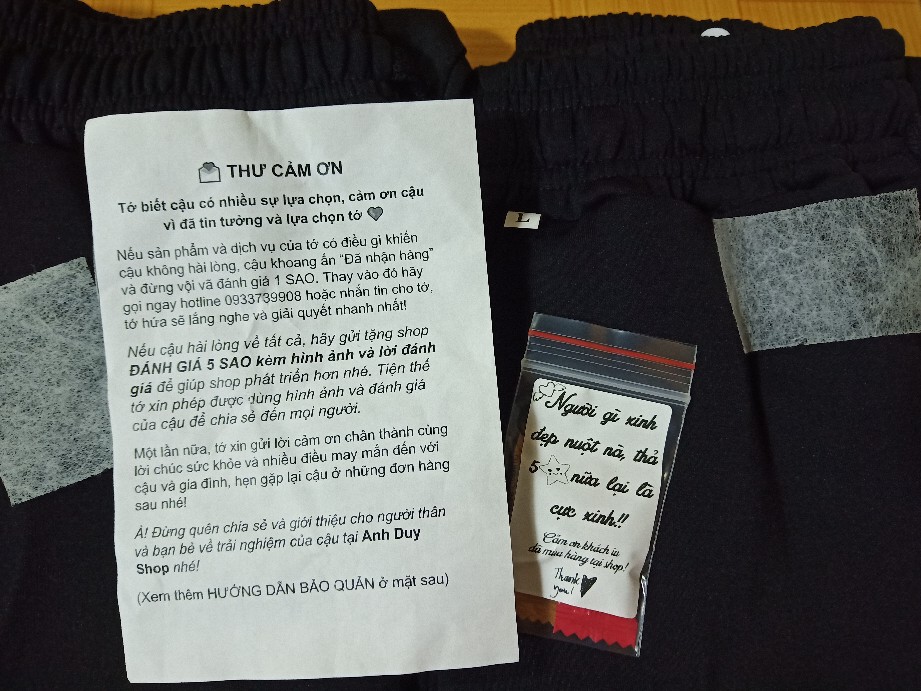 THƯ CẢM ƠN
Tớ biết cậu có nhiều sự lựa chọn, cảm ơn cậu
vì đã tin tưởng và lựa chọn tớ
Nếu sản phẩm và dịch vụ của tớ có điều gì khiến
cậu không hài lòng, cậu khoang ấn "Đã nhận hàng"
và đừng vội vã đánh giá 1 SAO. Thay vào đó hãy
gọi ngay hotline 0933739908 hoặc nhắn tin cho tớ,
tớ hứa sẽ lắng nghe và giải quyết nhanh nhất!
Nếu cậu hài lòng về tất cả, hãy gửi tặng shop
ĐÁNH GIÁ 5 SAO kèm hình ảnh và lời đánh
giá để giúp shop phát triển hơn nhé. Tiện thể
tớ xin phép được dùng hình ảnh và đánh giá
của cậu để chia sẻ đến mọi người.
Một lần nữa, tớ xin gửi lời cảm ơn chân thành cùng
lời chúc sức khỏe và nhiều điều may mắn đến với
cậu và gia đình, hẹn gặp lại cậu ở những đơn hàng
sau nhé!
À! Đừng quên chia sẻ và giới thiệu cho người thân
và bạn bè về trải nghiệm của cậu tại Anh Duy
Shop nhé!
(Xem thêm HƯỚNG DẪN BẢO QUẢN ở mặt sau)
L
Người gì xinh
đẹp nuột nà, thả
5 nữa lại là
cực xinh!!
Cảm ơn khách iu
đã mua hàng tại shop!
Thank
you!